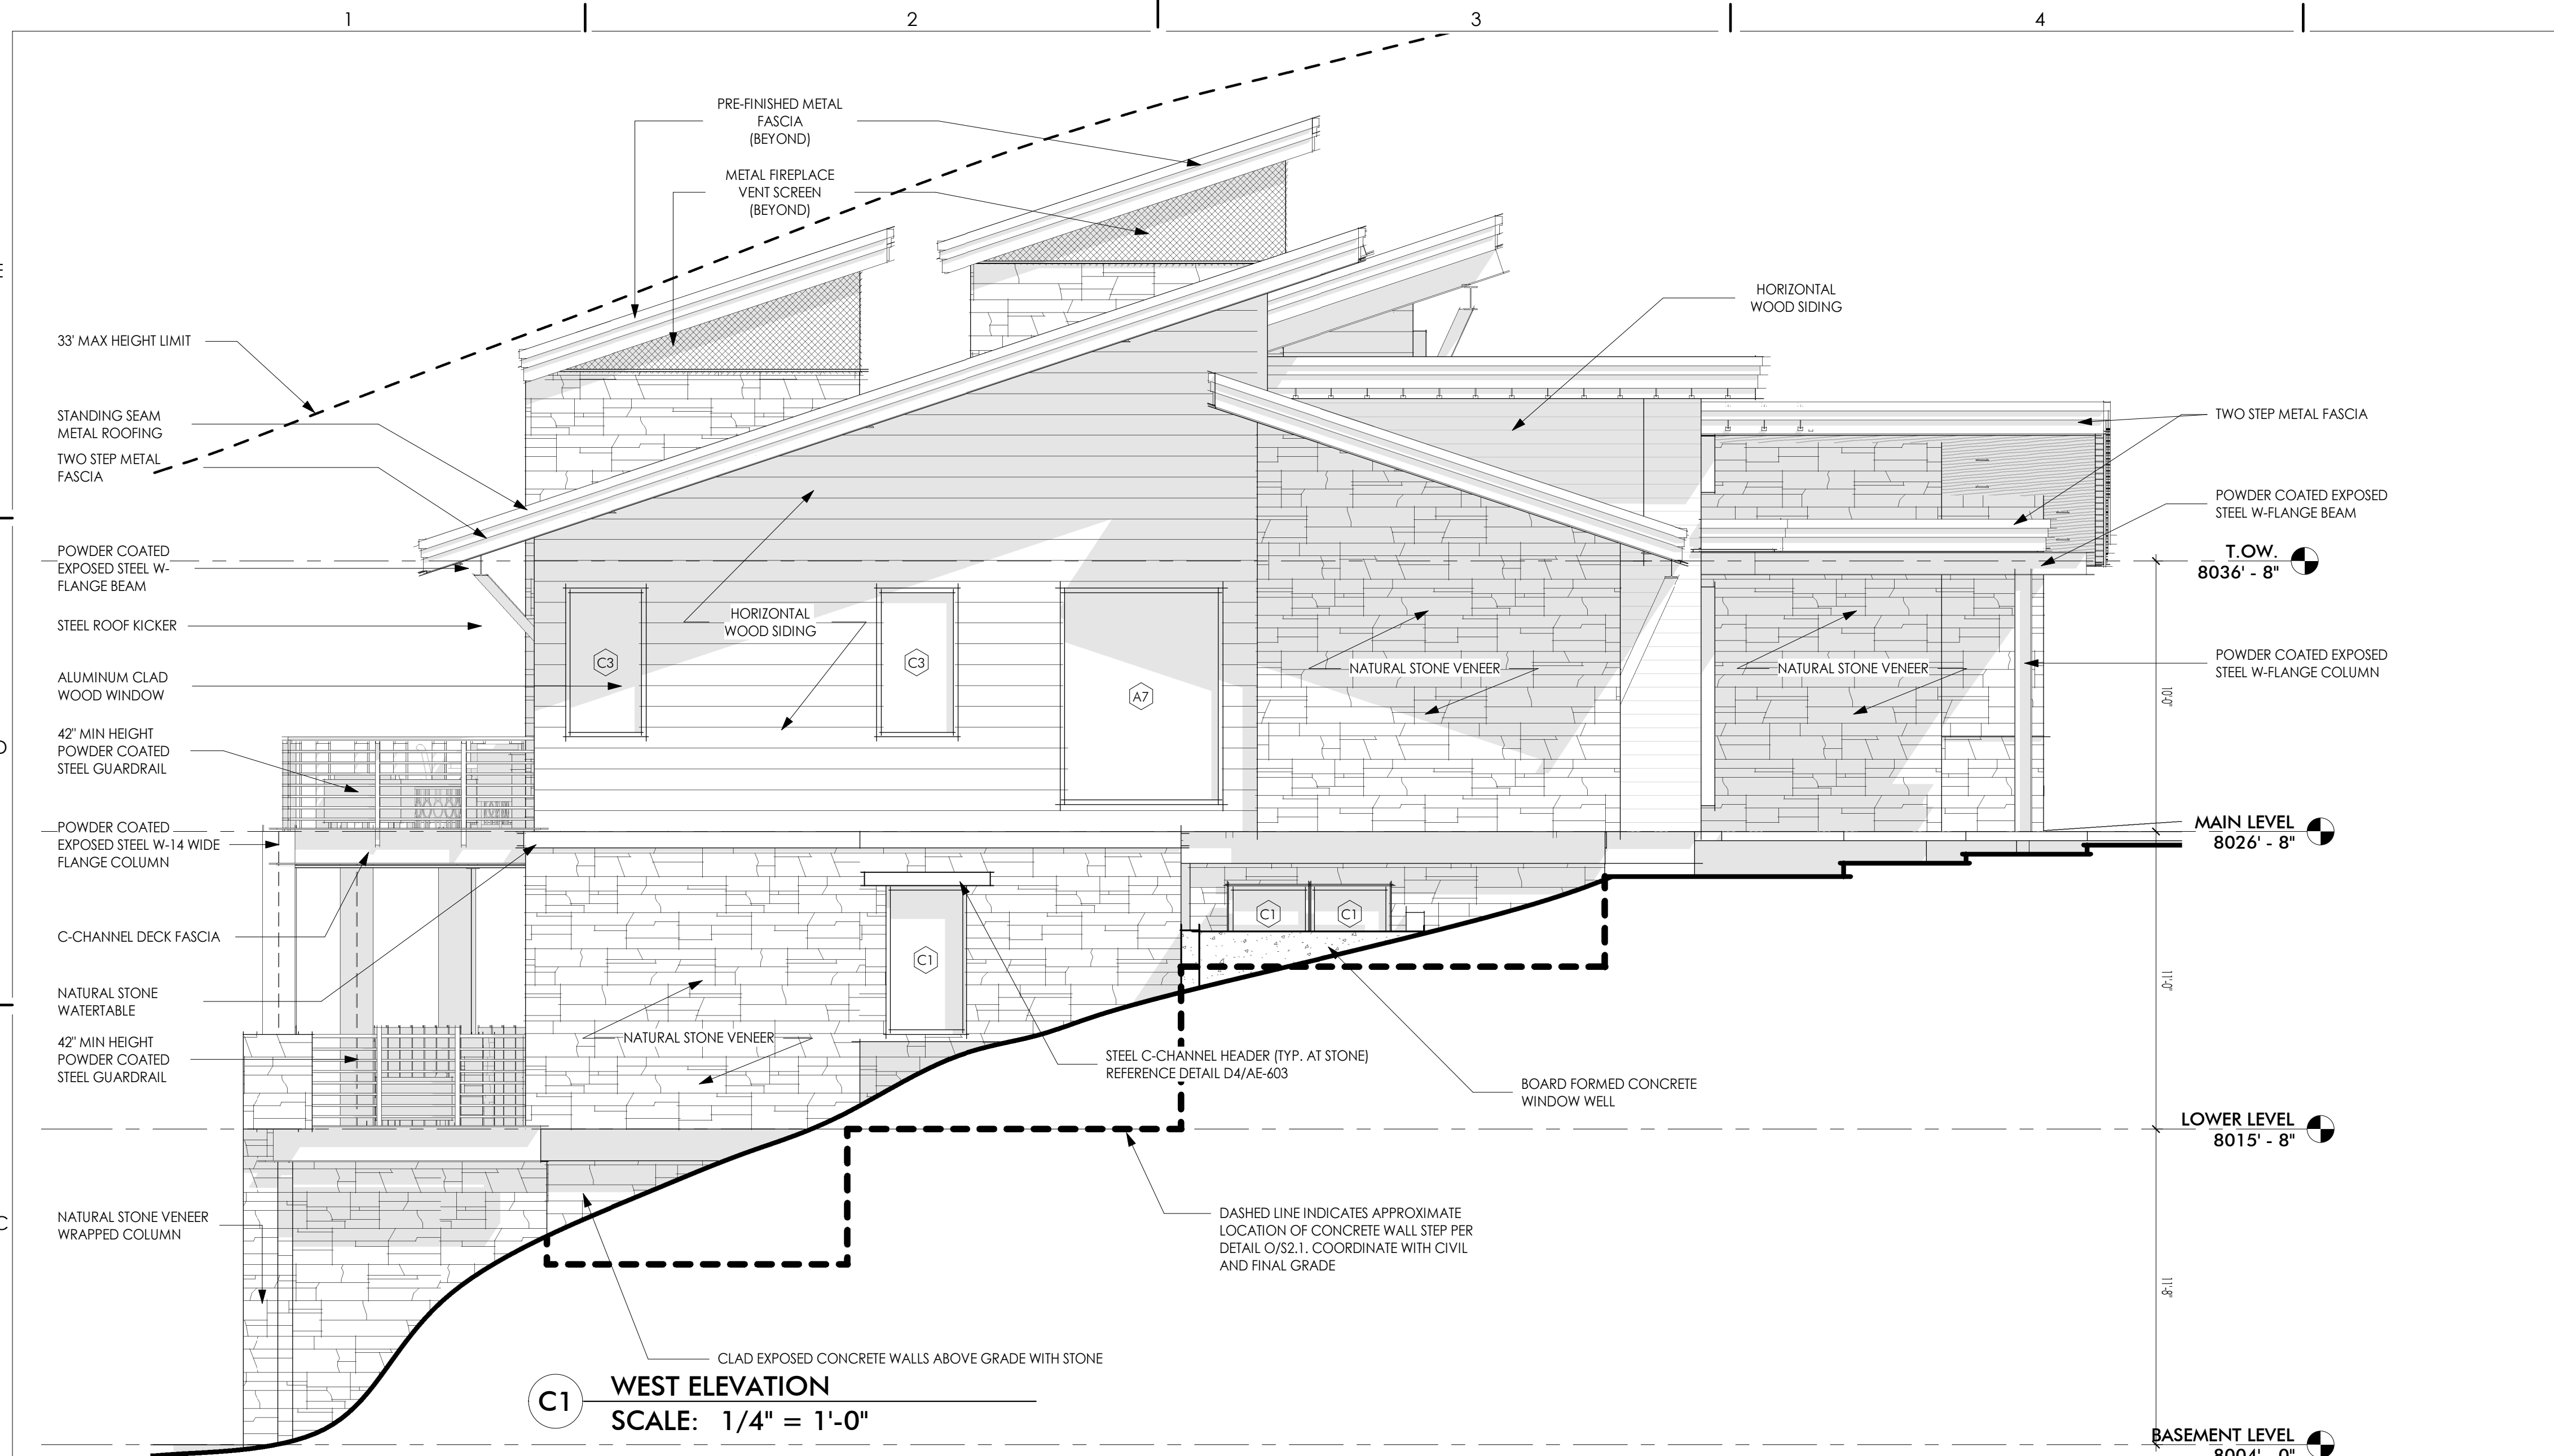 1
2
3
4
E
D
C
PRE-FINISHED METAL
FASCIA
(BEYOND)
METAL FIREPLACE
VENT SCREEN
(BEYOND)
HORIZONTAL
WOOD SIDING
33' MAX HEIGHT LIMIT
STANDING SEAM
METAL ROOFING
TWO STEP METAL
FASCIA
POWDER COATED
EXPOSED STEEL W-
FLANGE BEAM
STEEL ROOF KICKER
ALUMINUM CLAD
WOOD WINDOW
42" MIN HEIGHT
POWDER COATED
STEEL GUARDRAIL
POWDER COATED
EXPOSED STEEL W-14 WIDE
FLANGE COLUMN
C-CHANNEL DECK FASCIA
NATURAL STONE
WATERTABLE
42" MIN HEIGHT
POWDER COATED
STEEL GUARDRAIL
NATURAL STONE VENEER
WRAPPED COLUMN
HORIZONTAL
WOOD SIDING
C3
C3
A7
NATURAL STONE VENEER
NATURAL STONE VENEER
C1
C1
C1
NATURAL STONE VENEER
STEEL C-CHANNEL HEADER (TYP. AT STONE)
REFERENCE DETAIL D4/AE-603
BOARD FORMED CONCRETE
WINDOW WELL
DASHED LINE INDICATES APPROXIMATE
LOCATION OF CONCRETE WALL STEP PER
DETAIL O/S2.1. COORDINATE WITH CIVIL
AND FINAL GRADE
CLAD EXPOSED CONCRETE WALLS ABOVE GRADE WITH STONE
TWO STEP METAL FASCIA
POWDER COATED EXPOSED
STEEL W-FLANGE BEAM
T.OW.
8036' - 8"
POWDER COATED EXPOSED
STEEL W-FLANGE COLUMN
10'-0"
MAIN LEVEL
8026' - 8"
11'-0"
LOWER LEVEL
8015' - 8"
11'-8"
BASEMENT LEVEL
8004' - 0"
C1
WEST ELEVATION
SCALE: 1/4" = 1'-0"